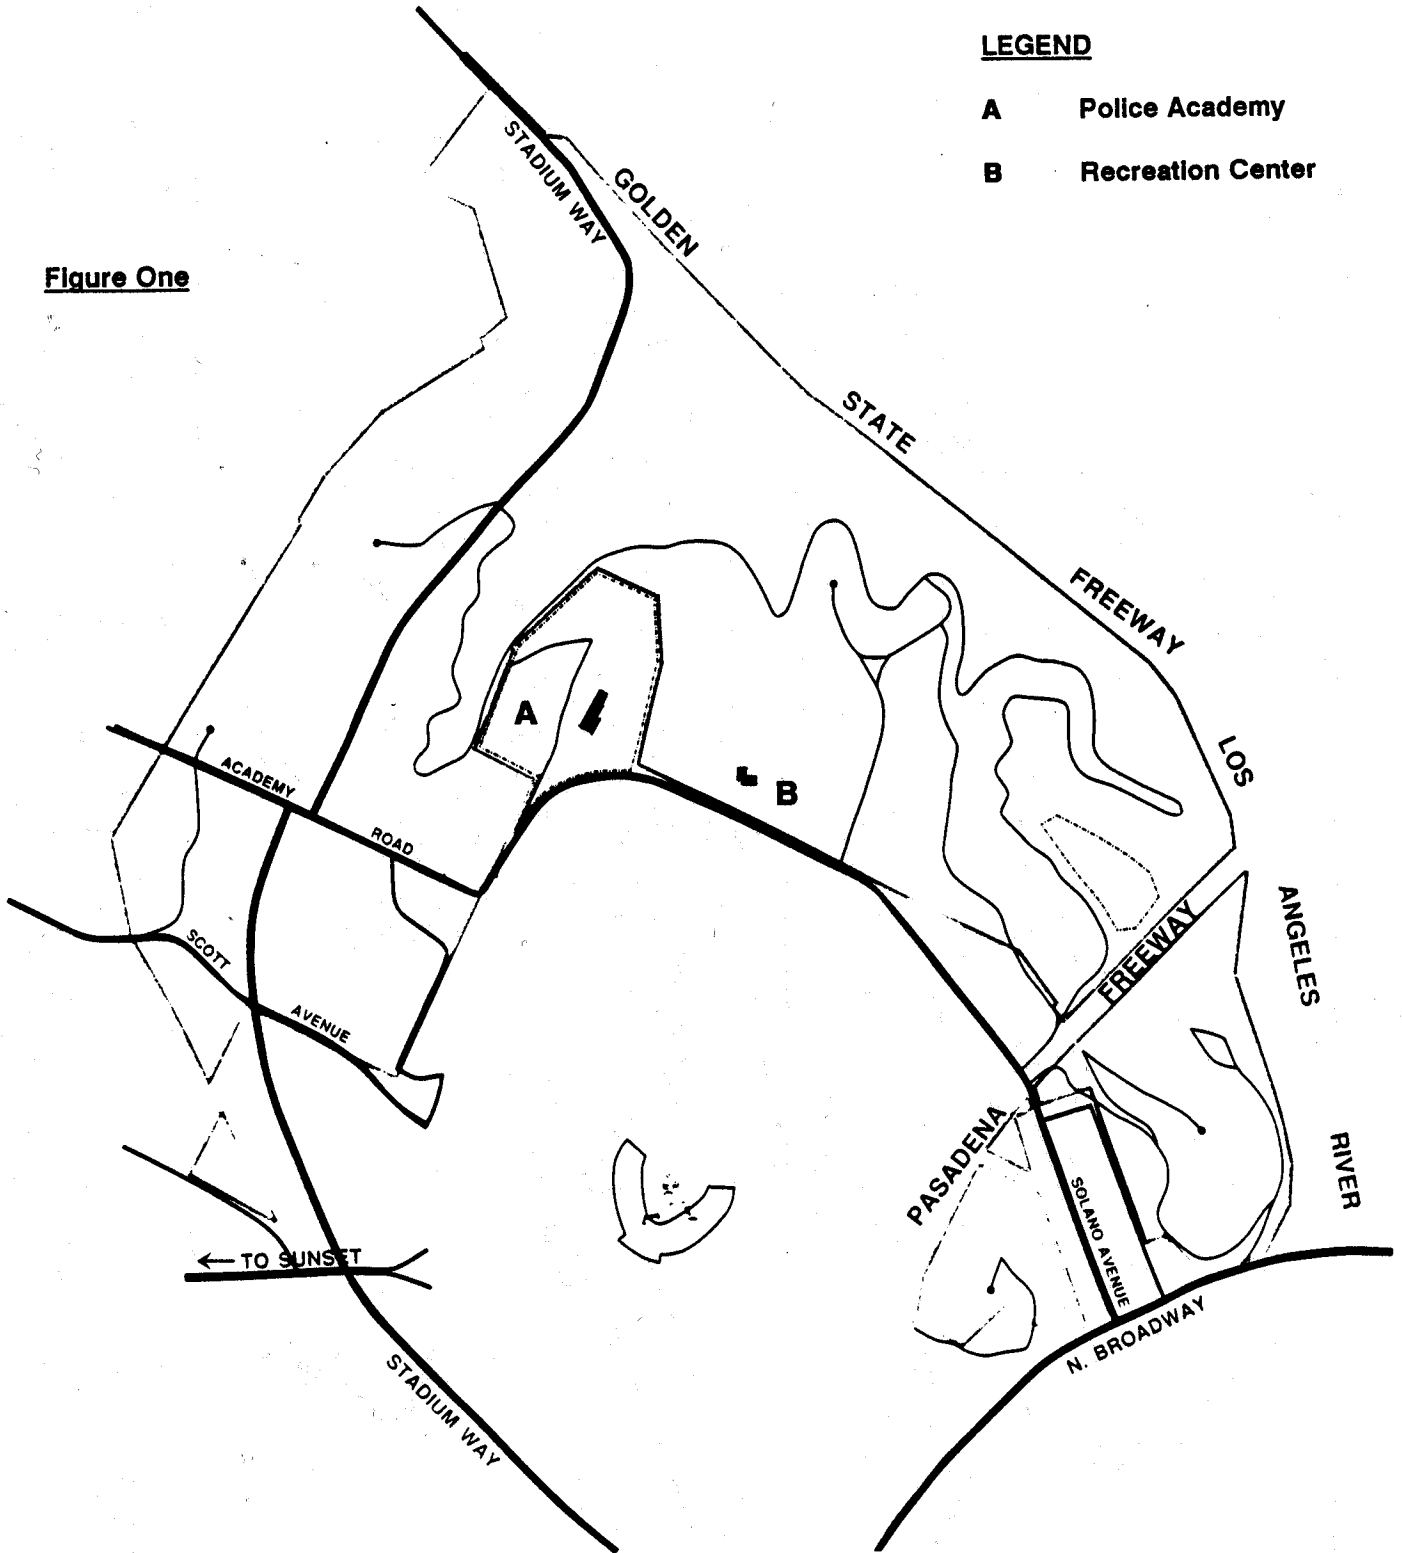 LEGEND
A Police Academy
B Recreation Center
STADIUM WAY
GOLDEN
Figure One
STATE
FREEWAY
A
LOS
ACADEMY
B
ROAD
ANGELES
FREEWAY
SCOTT
AVENUE
PASADENA
RIVER
SOLANO AVENUE
← TO SUNSET
N. BROADWAY
STADIUM WAY